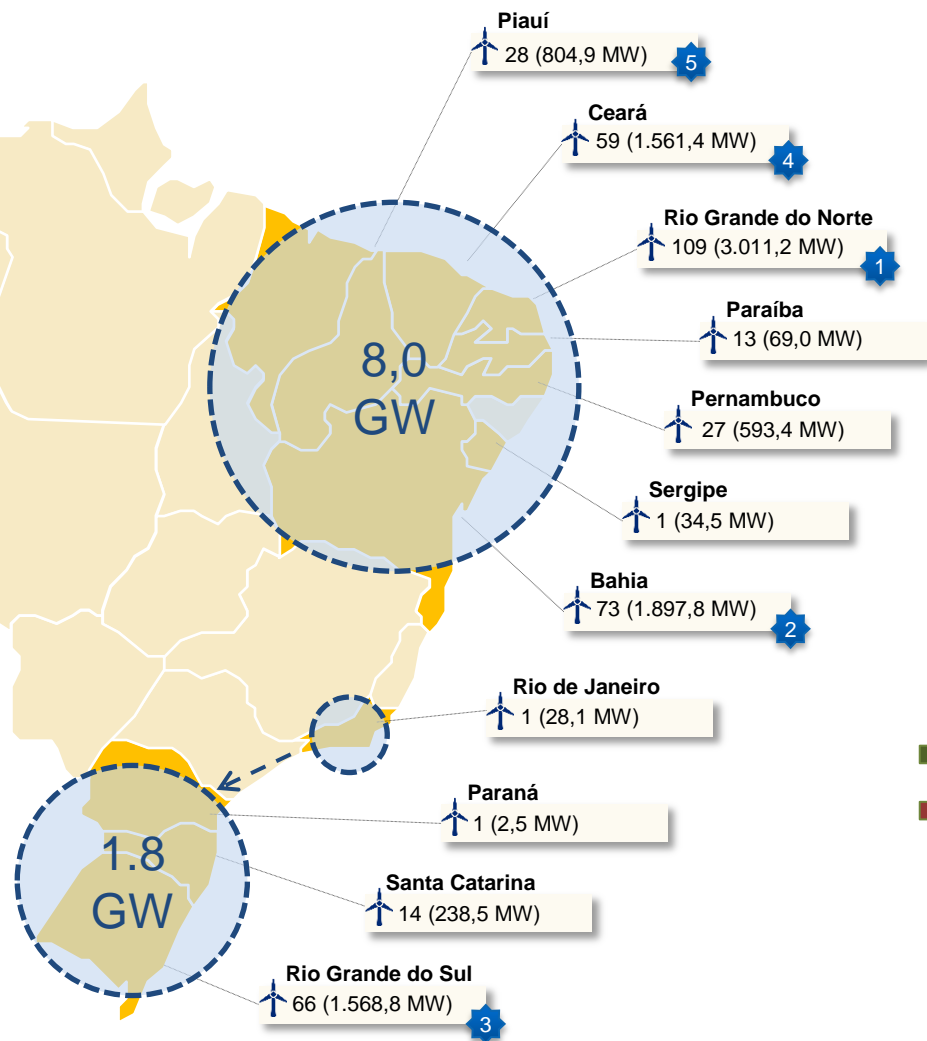 Piauí
28 (804,9 MW)
5
Ceará
59 (1.561,4 MW)
4
Rio Grande do Norte
109 (3.011,2 MW)
1
Paraíba
13 (69,0 MW)
8,0
GW
Pernambuco
27 (593,4 MW)
Sergipe
1 (34,5 MW)
Bahia
73 (1.897,8 MW)
2
Rio de Janeiro
1 (28,1 MW)
Paraná
1 (2,5 MW)
1.8
GW
Santa Catarina
14 (238,5 MW)
Rio Grande do Sul
66 (1.568,8 MW)
3